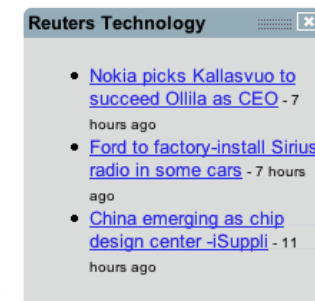 Reuters Technology
Nokia picks Kallasvuo to
succeed Ollila as CEO - 7
hours ago
Ford to factory-install Sirius
radio in some cars - 7 hours
ago
China emerging as chip
design center -iSuppli - 11
hours ago